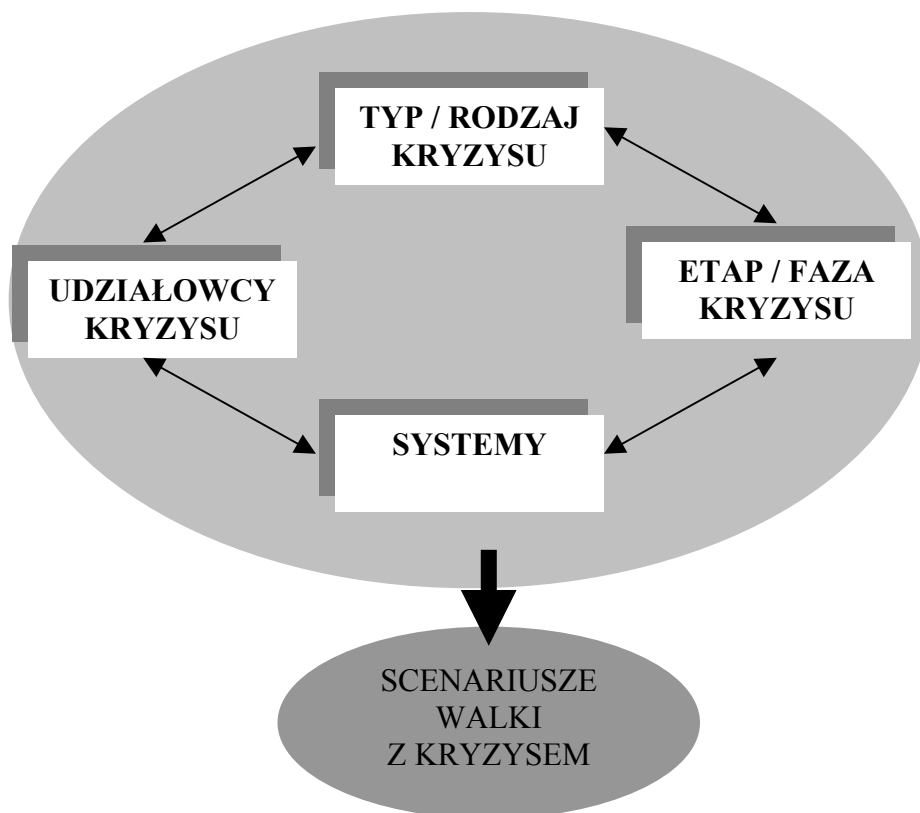 TYP / RODZAJ
KRYZYSU
UDZIAŁOWCY
KRYZYSU
ETAP / FAZA
KRYZYSU
SYSTEMY
SCENARIUSZE
WALKI
Z KRYZYSEM